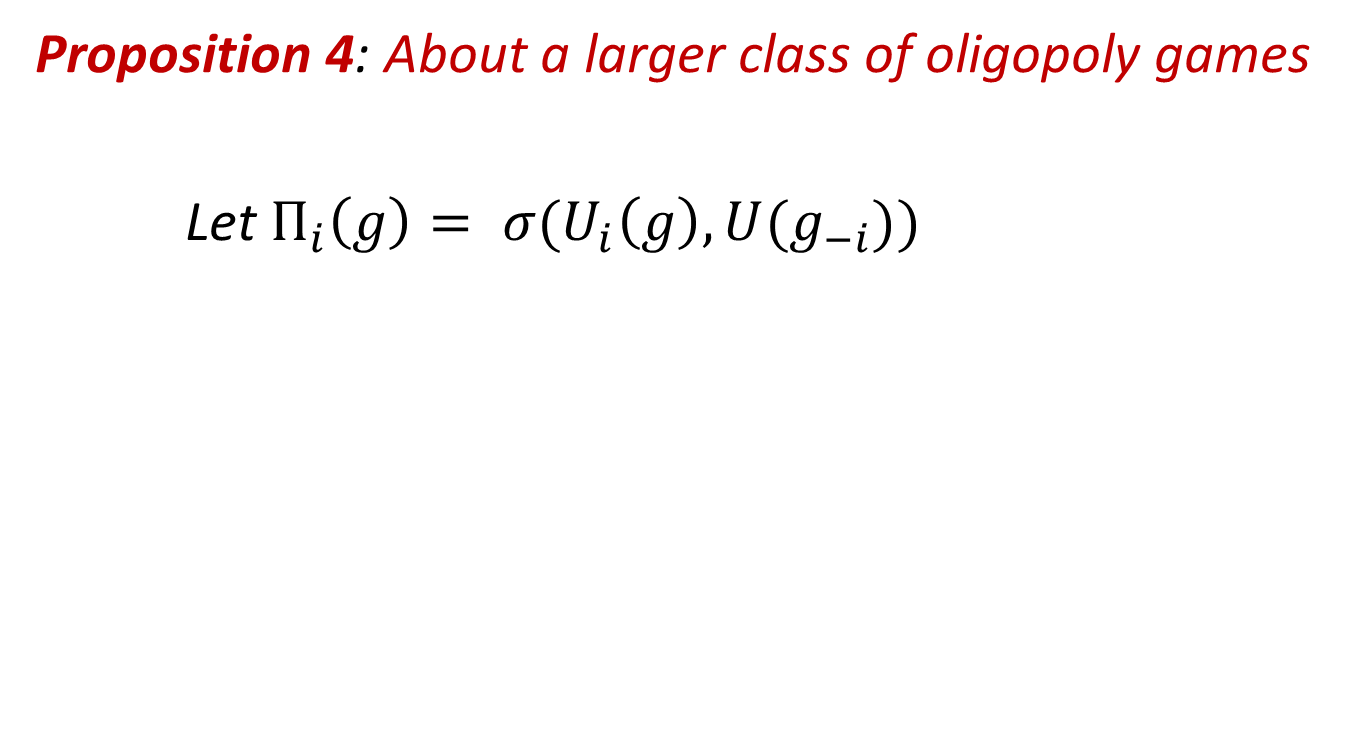 Proposition 4: About a larger class of oligopoly games
Let Πᵢ(g) = σ(Uᵢ(g), U(g₋ᵢ))